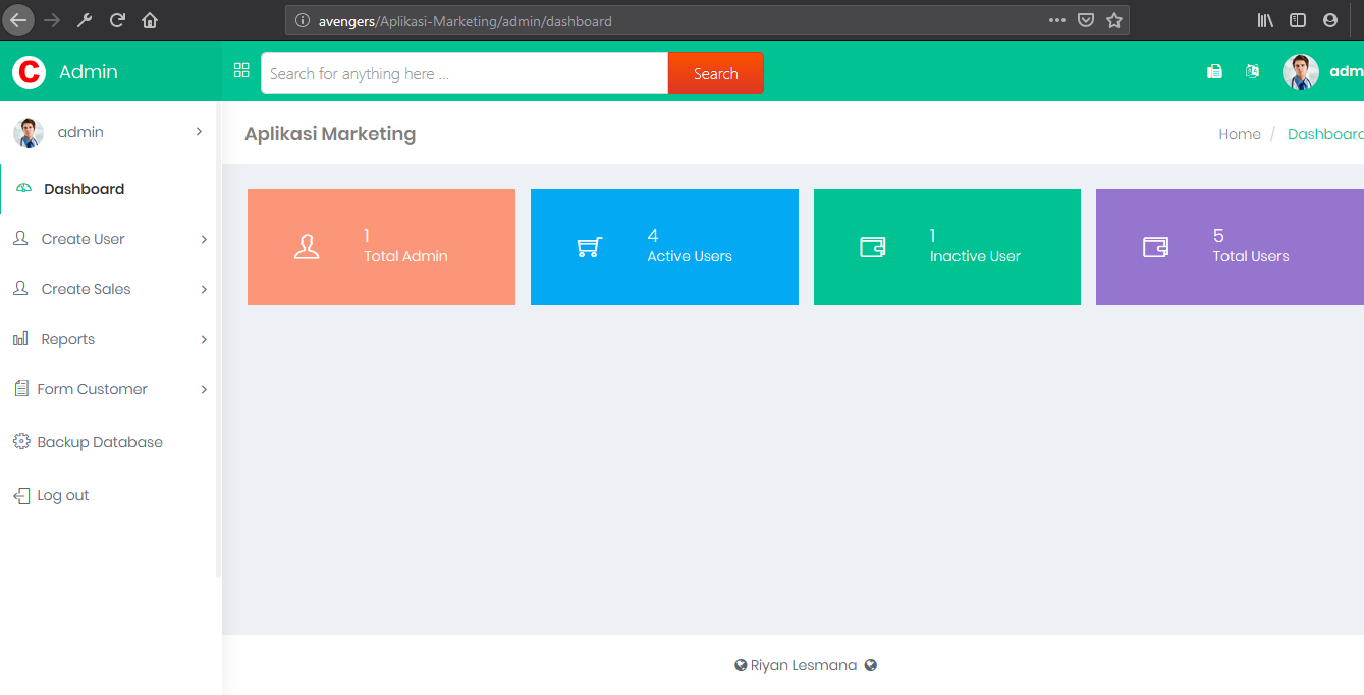 avengers/Aplikasi-Marketing/admin/dashboard
C Admin
Search for anything here ...
Search
adm
admin
Aplikasi Marketing
Home / Dashboard
Dashboard
Create User
Create Sales
Reports
Form Customer
Backup Database
Log out
1
Total Admin
4
Active Users
1
Inactive User
5
Total Users
Riyan Lesmana